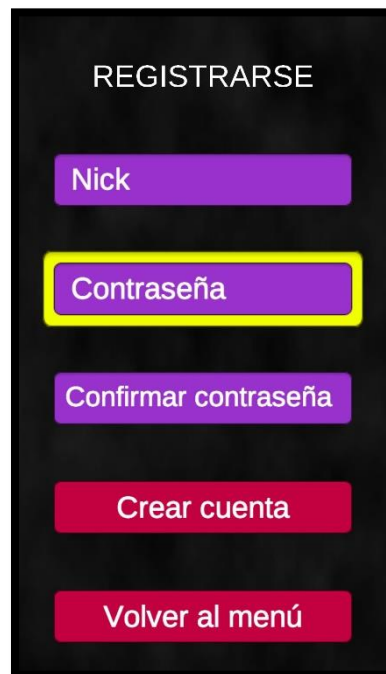 REGISTRARSE
Nick
Contraseña
Confirmar contraseña
Crear cuenta
Volver al menú